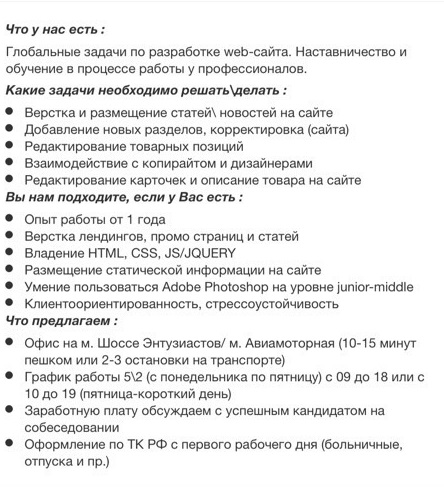 Что у нас есть :
Глобальные задачи по разработке web-сайта. Наставничество и
обучение в процессе работы у профессионалов.
Какие задачи необходимо решать\делать :
● Верстка и размещение статей\ новостей на сайте
● Добавление новых разделов, корректировка (сайта)
● Редактирование товарных позиций
● Взаимодействие с копирайтом и дизайнерами
● Редактирование карточек и описание товара на сайте
Вы нам подходите, если у Вас есть :
● Опыт работы от 1 года
● Верстка лендингов, промо страниц и статей
● Владение HTML, CSS, JS/JQUERY
● Размещение статической информации на сайте
● Умение пользоваться Adobe Photoshop на уровне junior-middle
● Клиентоориентированность, стрессоустойчивость
Что предлагаем :
● Офис на м. Шоссе Энтузиастов/ м. Авиамоторная (10-15 минут
пешком или 2-3 остановки на транспорте)
● График работы 5\2 (с понедельника по пятницу) с 09 до 18 или с
10 до 19 (пятница-короткий день)
● Заработную плату обсуждаем с успешным кандидатом на
собеседовании
● Оформление по ТК РФ с первого рабочего дня (больничные,
отпуска и пр.)